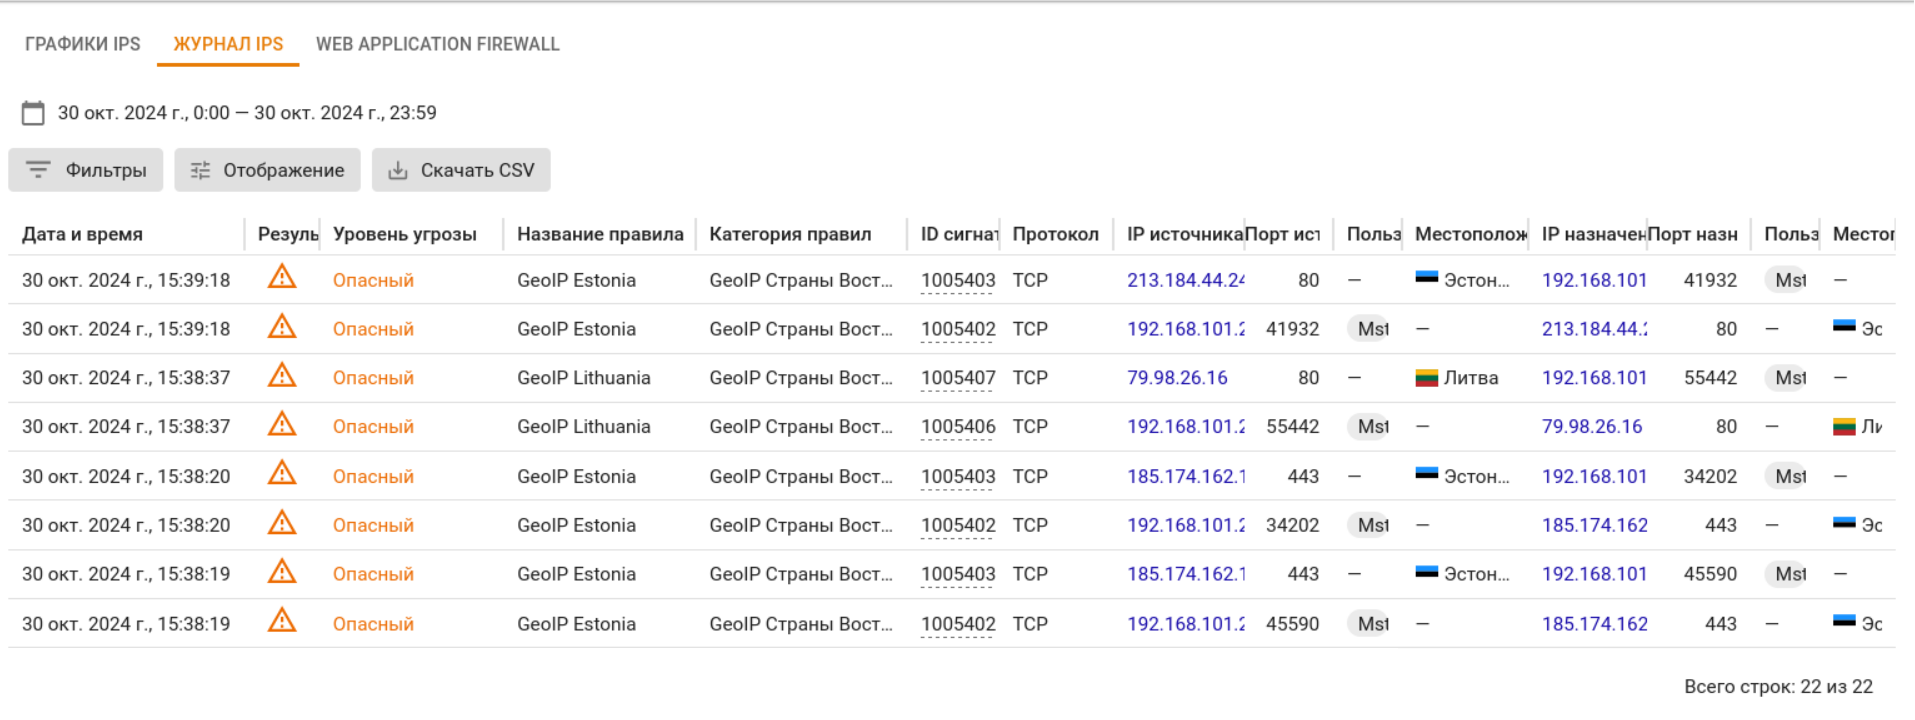 ГРАФИКИ IPS ЖУРНАЛ IPS WEB APPLICATION FIREWALL
30 окт. 2024 г., 0:00 — 30 окт. 2024 г., 23:59
Фильтры Отображение Скачать CSV
Дата и время Резуль Уровень угрозы Название правила Категория правил ID сигнат Протокол IP источника Порт ист Польз Местополож IP назначен Порт назн Польз Местоп
30 окт. 2024 г., 15:39:18 Опасный GeoIP Estonia GeoIP Страны Вост... 1005403 TCP 213.184.44.24 80 — Эстон... 192.168.101 41932 Mst —
30 окт. 2024 г., 15:39:18 Опасный GeoIP Estonia GeoIP Страны Вост... 1005402 TCP 192.168.101.2 41932 Mst — 213.184.44.2 80 — Эс
30 окт. 2024 г., 15:38:37 Опасный GeoIP Lithuania GeoIP Страны Вост... 1005407 TCP 79.98.26.16 80 — Литва 192.168.101 55442 Mst —
30 окт. 2024 г., 15:38:37 Опасный GeoIP Lithuania GeoIP Страны Вост... 1005406 TCP 192.168.101.2 55442 Mst — 79.98.26.16 80 — Ли
30 окт. 2024 г., 15:38:20 Опасный GeoIP Estonia GeoIP Страны Вост... 1005403 TCP 185.174.162.1 443 — Эстон... 192.168.101 34202 Mst —
30 окт. 2024 г., 15:38:20 Опасный GeoIP Estonia GeoIP Страны Вост... 1005402 TCP 192.168.101.2 34202 Mst — 185.174.162 443 — Эс
30 окт. 2024 г., 15:38:19 Опасный GeoIP Estonia GeoIP Страны Вост... 1005403 TCP 185.174.162.1 443 — Эстон... 192.168.101 45590 Mst —
30 окт. 2024 г., 15:38:19 Опасный GeoIP Estonia GeoIP Страны Вост... 1005402 TCP 192.168.101.2 45590 Mst — 185.174.162 443 — Эс
Всего строк: 22 из 22